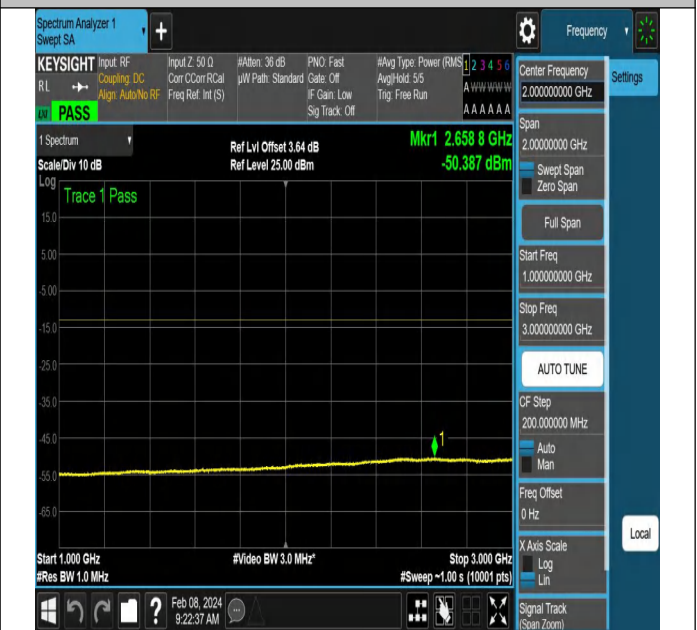 Spectrum Analyzer 1
Swept SA
+
Frequency
KEYSIGHT
RL
Input: RF
Coupling: DC
Align: Auto/No RF
Input Z: 50 Ω
Corr CCorr RCal
Freq Ref: Int (S)
#Atten: 36 dB
µW Path: Standard
PNO: Fast
Gate: Off
IF Gain: Low
Sig Track: Off
#Avg Type: Power (RMS
Avg|Hold: 5/5
Trig: Free Run
1 2 3 4 5 6
A W W W W W
A A A A A A
PASS
1 Spectrum
Scale/Div 10 dB
Ref Lvl Offset 3.64 dB
Ref Level 25.00 dBm
Mkr1 2.658 8 GHz
-50.387 dBm
Log
Trace 1 Pass
15.0
5.00
-5.00
-15.0
-25.0
-35.0
-45.0
-55.0
-65.0
1
Start 1.000 GHz
#Res BW 1.0 MHz
#Video BW 3.0 MHz*
Stop 3.000 GHz
#Sweep ~1.00 s (10001 pts)
Feb 08, 2024
9:22:37 AM
?
Center Frequency
2.000000000 GHz
Settings
Span
2.00000000 GHz
Swept Span
Zero Span
Full Span
Start Freq
1.000000000 GHz
Stop Freq
3.000000000 GHz
AUTO TUNE
CF Step
200.000000 MHz
Auto
Man
Freq Offset
0 Hz
Local
X Axis Scale
Log
Lin
Signal Track
(Span Zoom)